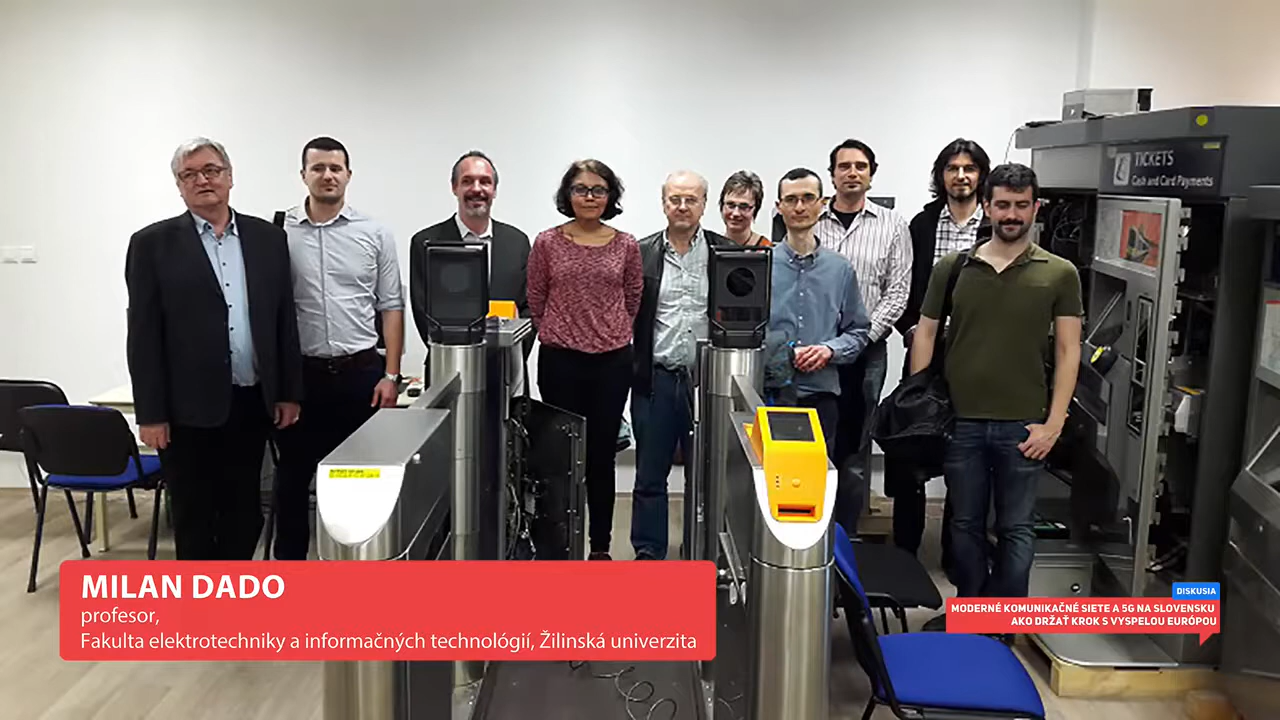 TICKETS
Cash and Card Payments
MILAN DADO
profesor,
Fakulta elektrotechniky a informačných technológií, Žilinská univerzita
DISKUSIA
MODERNÉ KOMUNIKAČNÉ SIETE A 5G NA SLOVENSKU
AKO DRŽAŤ KROK S VYSPELOU EURÓPOU